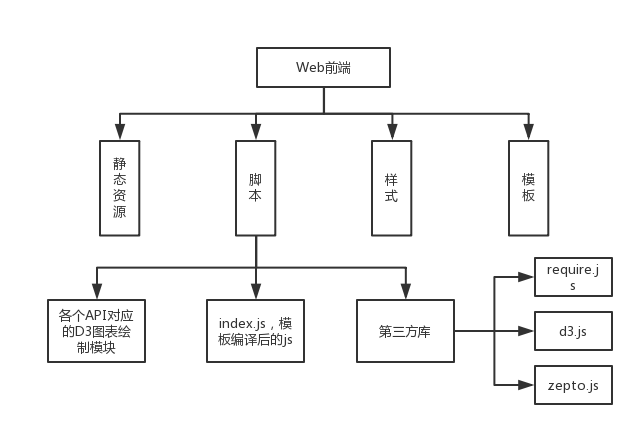 Web前端
静
态
资
源
脚
本
样
式
模
板
各个API对应
的D3图表绘
制模块
index.js，模
板编译后的js
第三方库
require.j
s
d3.js
zepto.js